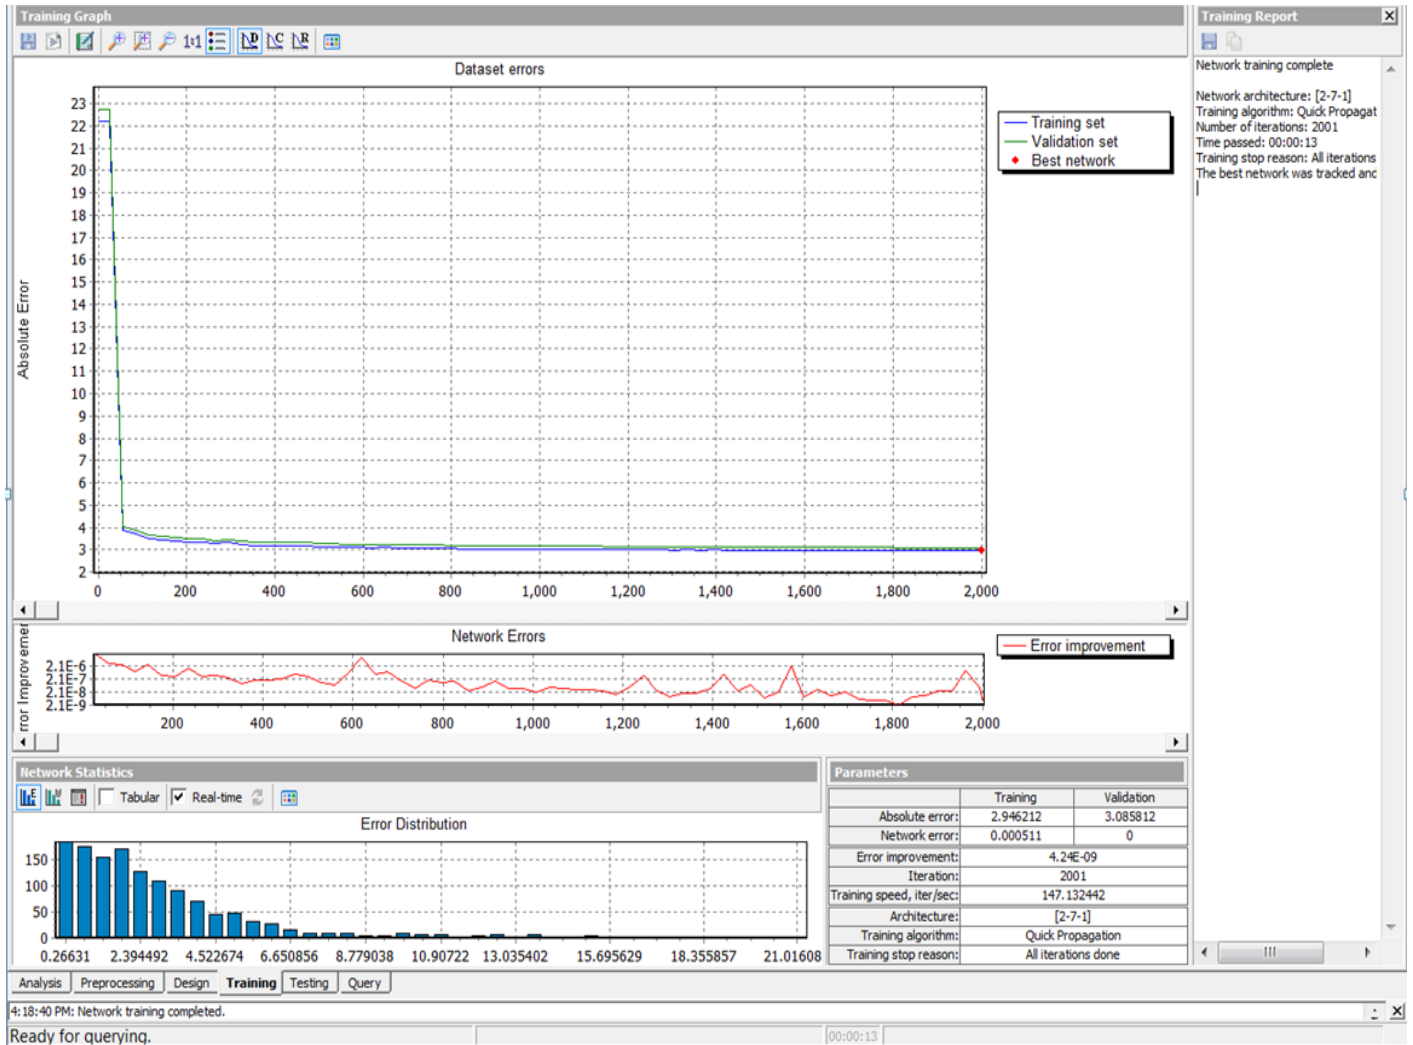 Training Graph
1:1
D
C
R
Dataset errors
Absolute Error
23
22
21
20
19
18
17
16
15
14
13
12
11
10
9
8
7
6
5
4
3
2
0 200 400 600 800 1,000 1,200 1,400 1,600 1,800 2,000
Training set
Validation set
Best network
Network Errors
Error Improvemer
2.1E-6
2.1E-7
2.1E-8
2.1E-9
200 400 600 800 1,000 1,200 1,400 1,600 1,800 2,000
Error improvement
Network Statistics
Tabular Real-time
Error Distribution
150
100
50
0
0.26631 2.394492 4.522674 6.650856 8.779038 10.90722 13.035402 15.695629 18.355857 21.01608
Parameters
Training Validation
Absolute error: 2.946212 3.085812
Network error: 0.000511 0
Error improvement: 4.24E-09
Iteration: 2001
Training speed, iter/sec: 147.132442
Architecture: [2-7-1]
Training algorithm: Quick Propagation
Training stop reason: All iterations done
Training Report
Network training complete
Network architecture: [2-7-1]
Training algorithm: Quick Propagat
Number of iterations: 2001
Time passed: 00:00:13
Training stop reason: All iterations
The best network was tracked and
Analysis Preprocessing Design Training Testing Query
4:18:40 PM: Network training completed.
Ready for querying.
00:00:13